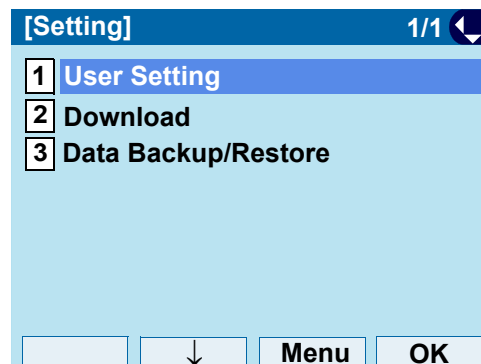 [Setting] 1/1
1 User Setting
2 Download
3 Data Backup/Restore
↓ Menu OK